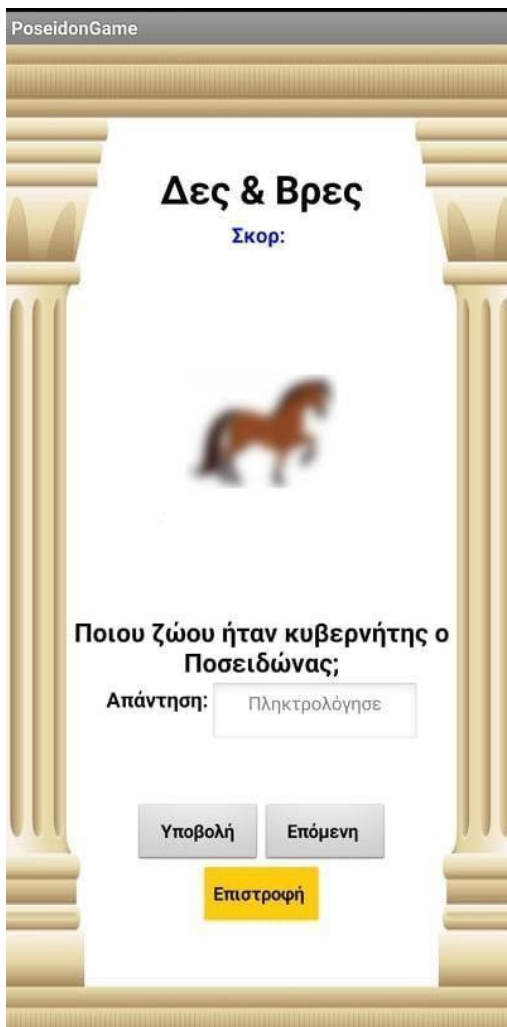 PoseidonGame
Δες & Βρες
Σκορ:
Ποιου ζώου ήταν κυβερνήτης ο
Ποσειδώνας;
Απάντηση: Πληκτρολόγησε
Υποβολή Επόμενη
Επιστροφή